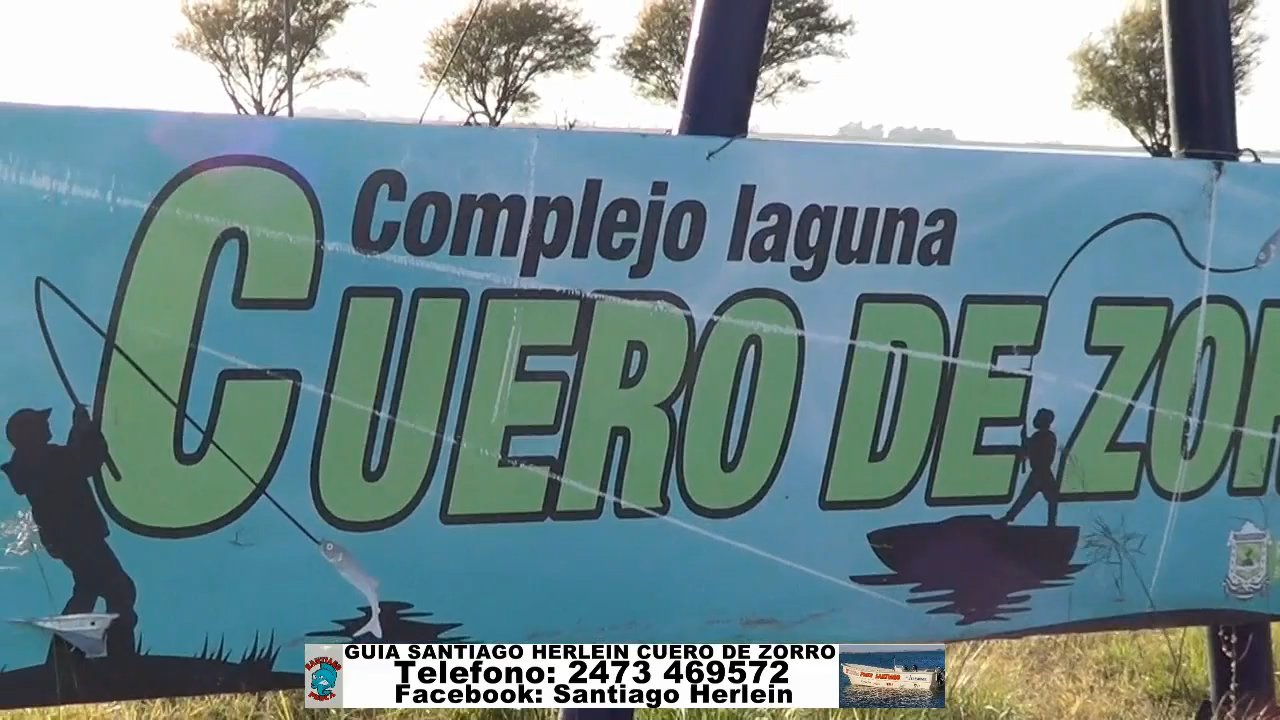 Complejo laguna
CUERO DE ZOR
GUIA SANTIAGO HERLEIN CUERO DE ZORRO
Telefono: 2473 469572
Facebook: Santiago Herlein